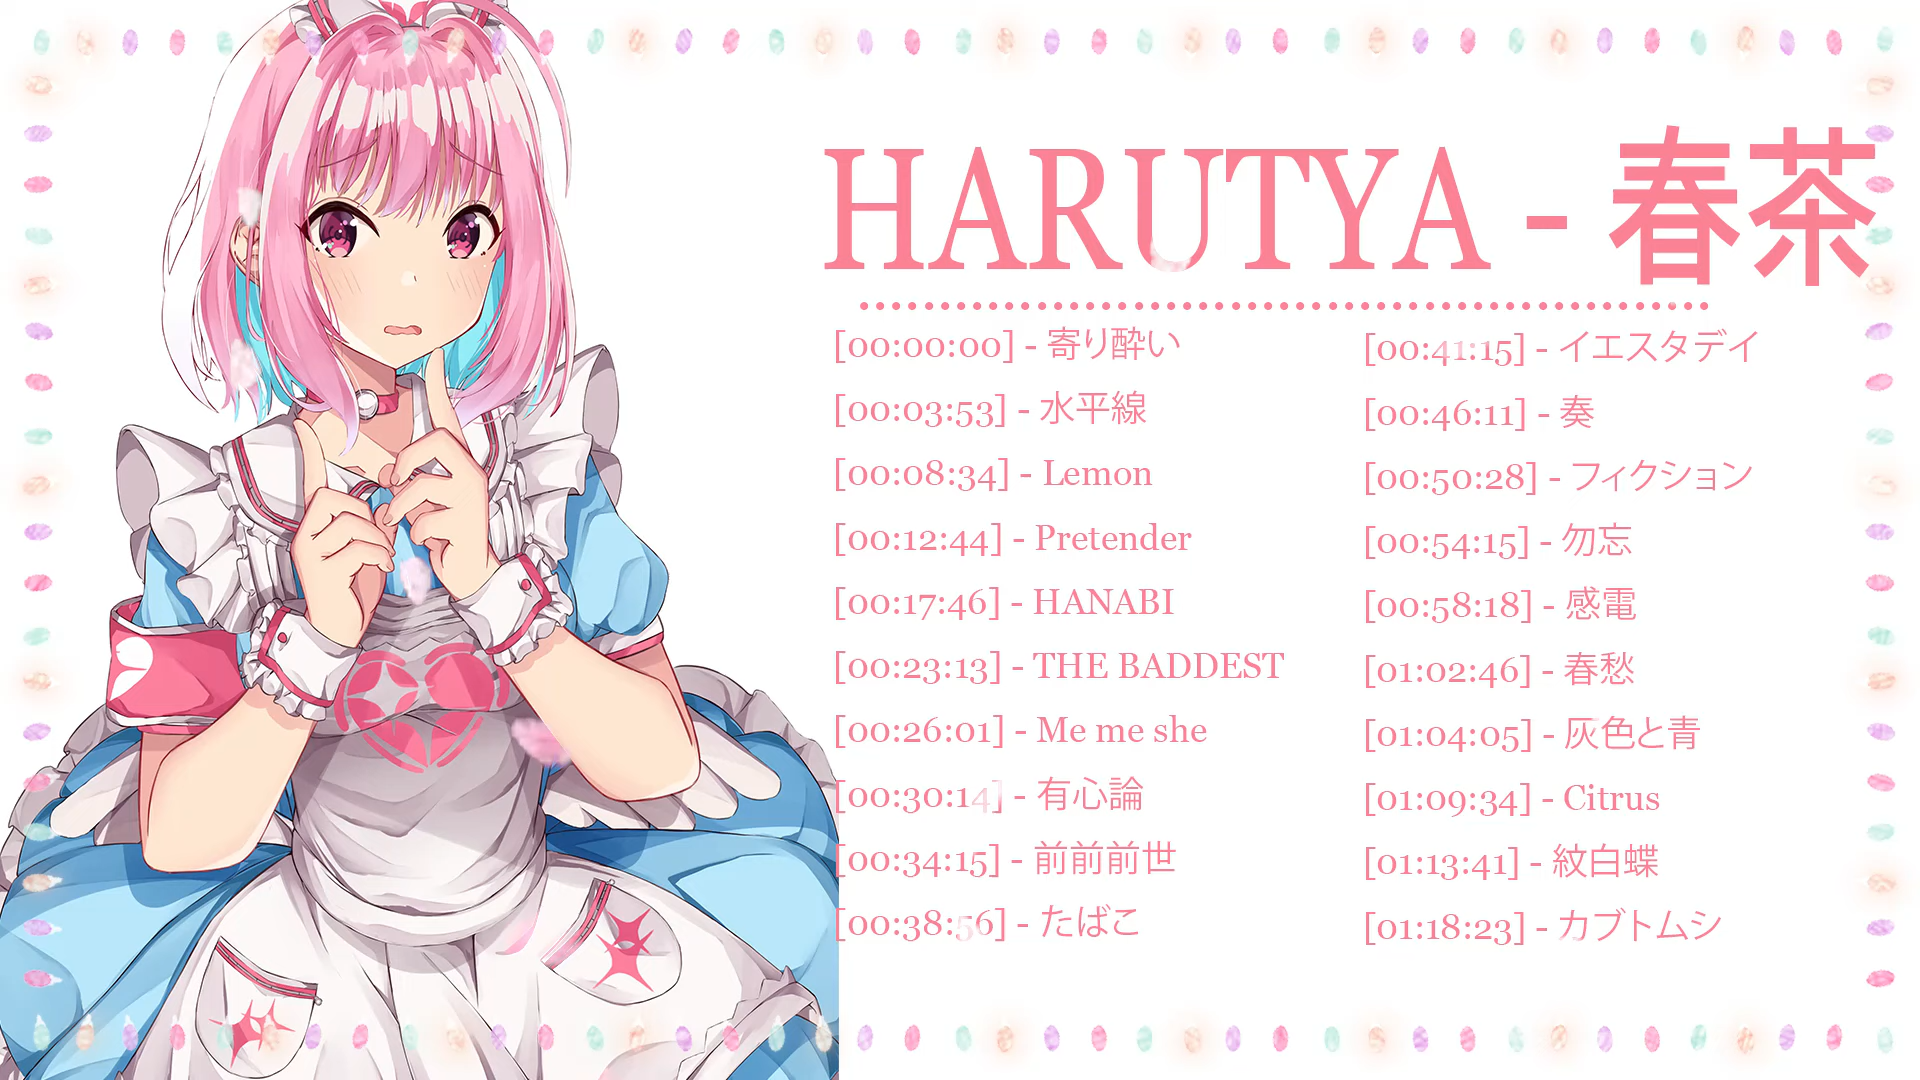 HARUTYA - 春茶
[00:00:00] - 寄り酔い
[00:03:53] - 水平線
[00:08:34] - Lemon
[00:12:44] - Pretender
[00:17:46] - HANABI
[00:23:13] - THE BADDEST
[00:26:01] - Me me she
[00:30:14] - 有心論
[00:34:15] - 前前前世
[00:38:56] - たばこ
[00:41:15] - イエスタデイ
[00:46:11] - 奏
[00:50:28] - フィクション
[00:54:15] - 勿忘
[00:58:18] - 感電
[01:02:46] - 春愁
[01:04:05] - 灰色と青
[01:09:34] - Citrus
[01:13:41] - 紋白蝶
[01:18:23] - カブトムシ